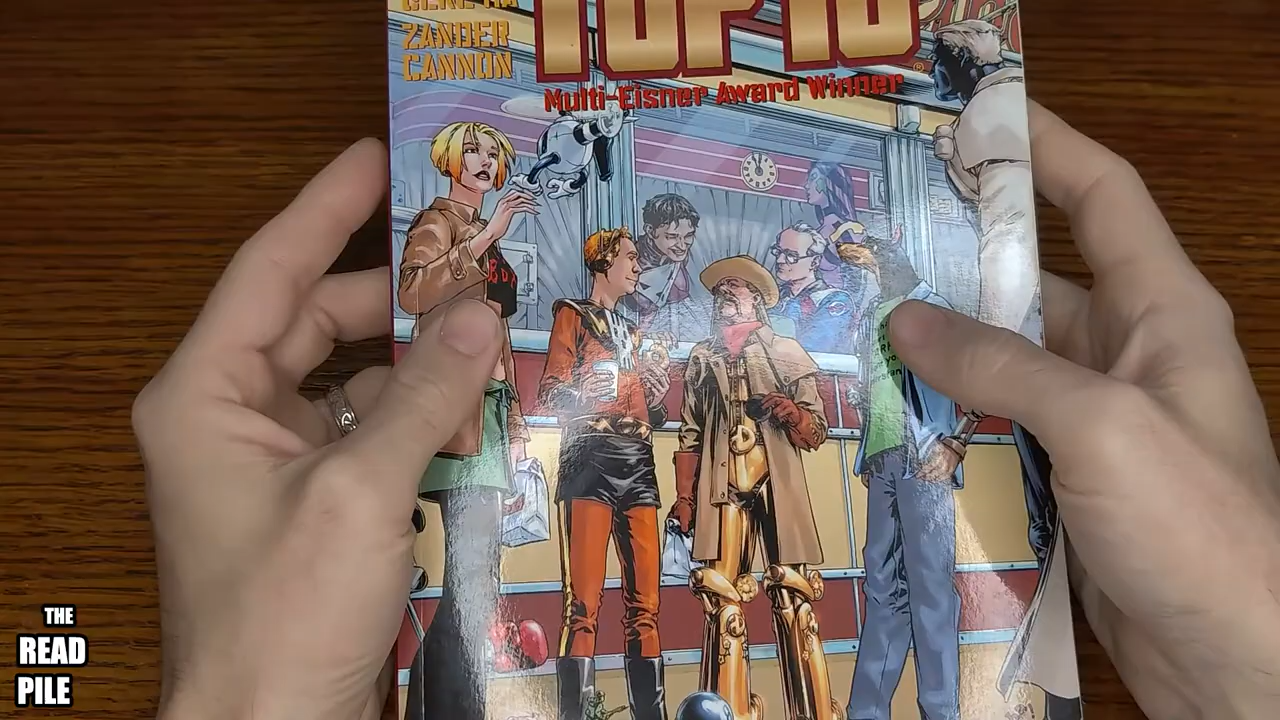 TOP 10
ZANDER
CANNON
Multi-Eisner Award Winner
THE
READ
PILE